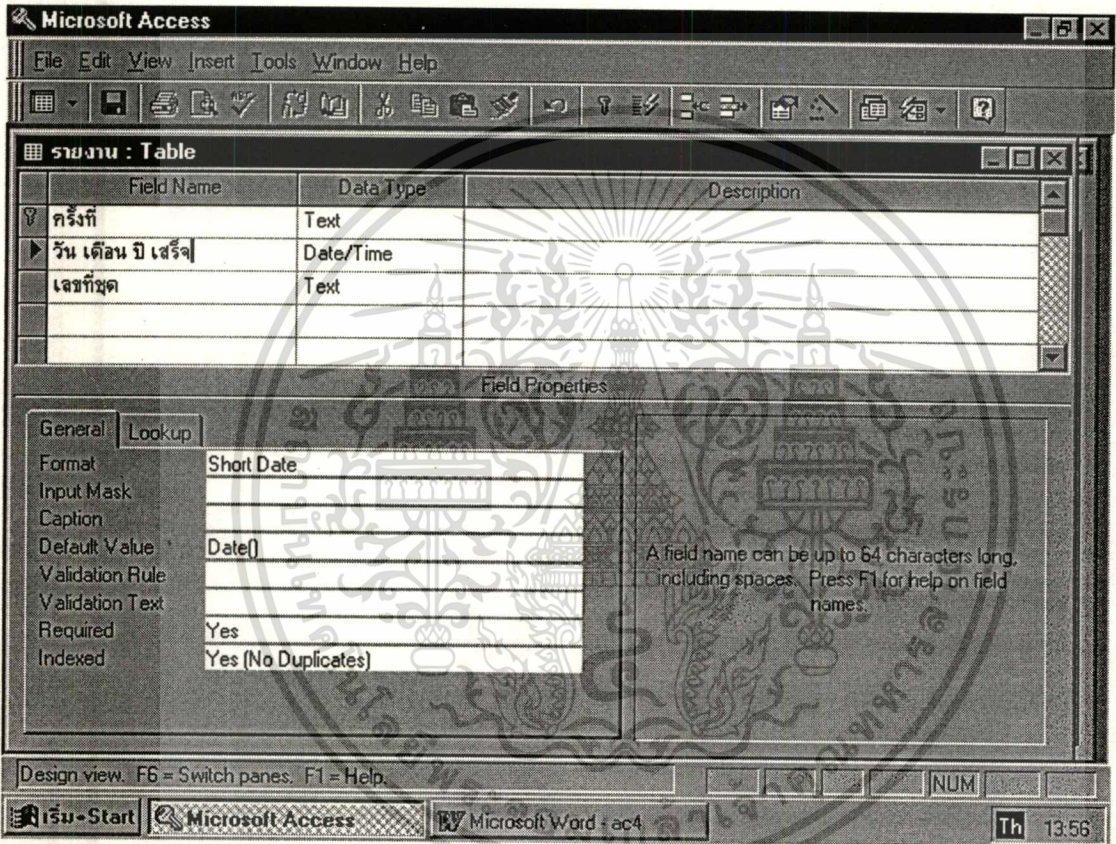 Microsoft Access
File Edit View Insert Tools Window Help
รายงาน : Table
Field Name Data Type Description
ครั้งที่ Text
วัน เดือน ปี เสร็จ Date/Time
เลขที่ชุด Text
Field Properties
General Lookup
Format Short Date
Input Mask
Caption
Default Value Date()
Validation Rule
Validation Text
Required Yes
Indexed Yes (No Duplicates)
A field name can be up to 64 characters long,
including spaces. Press F1 for help on field
names.
Design view. F6 = Switch panes. F1 = Help.
NUM
เริ่ม-Start Microsoft Access Microsoft Word - ac4 Th 13:56